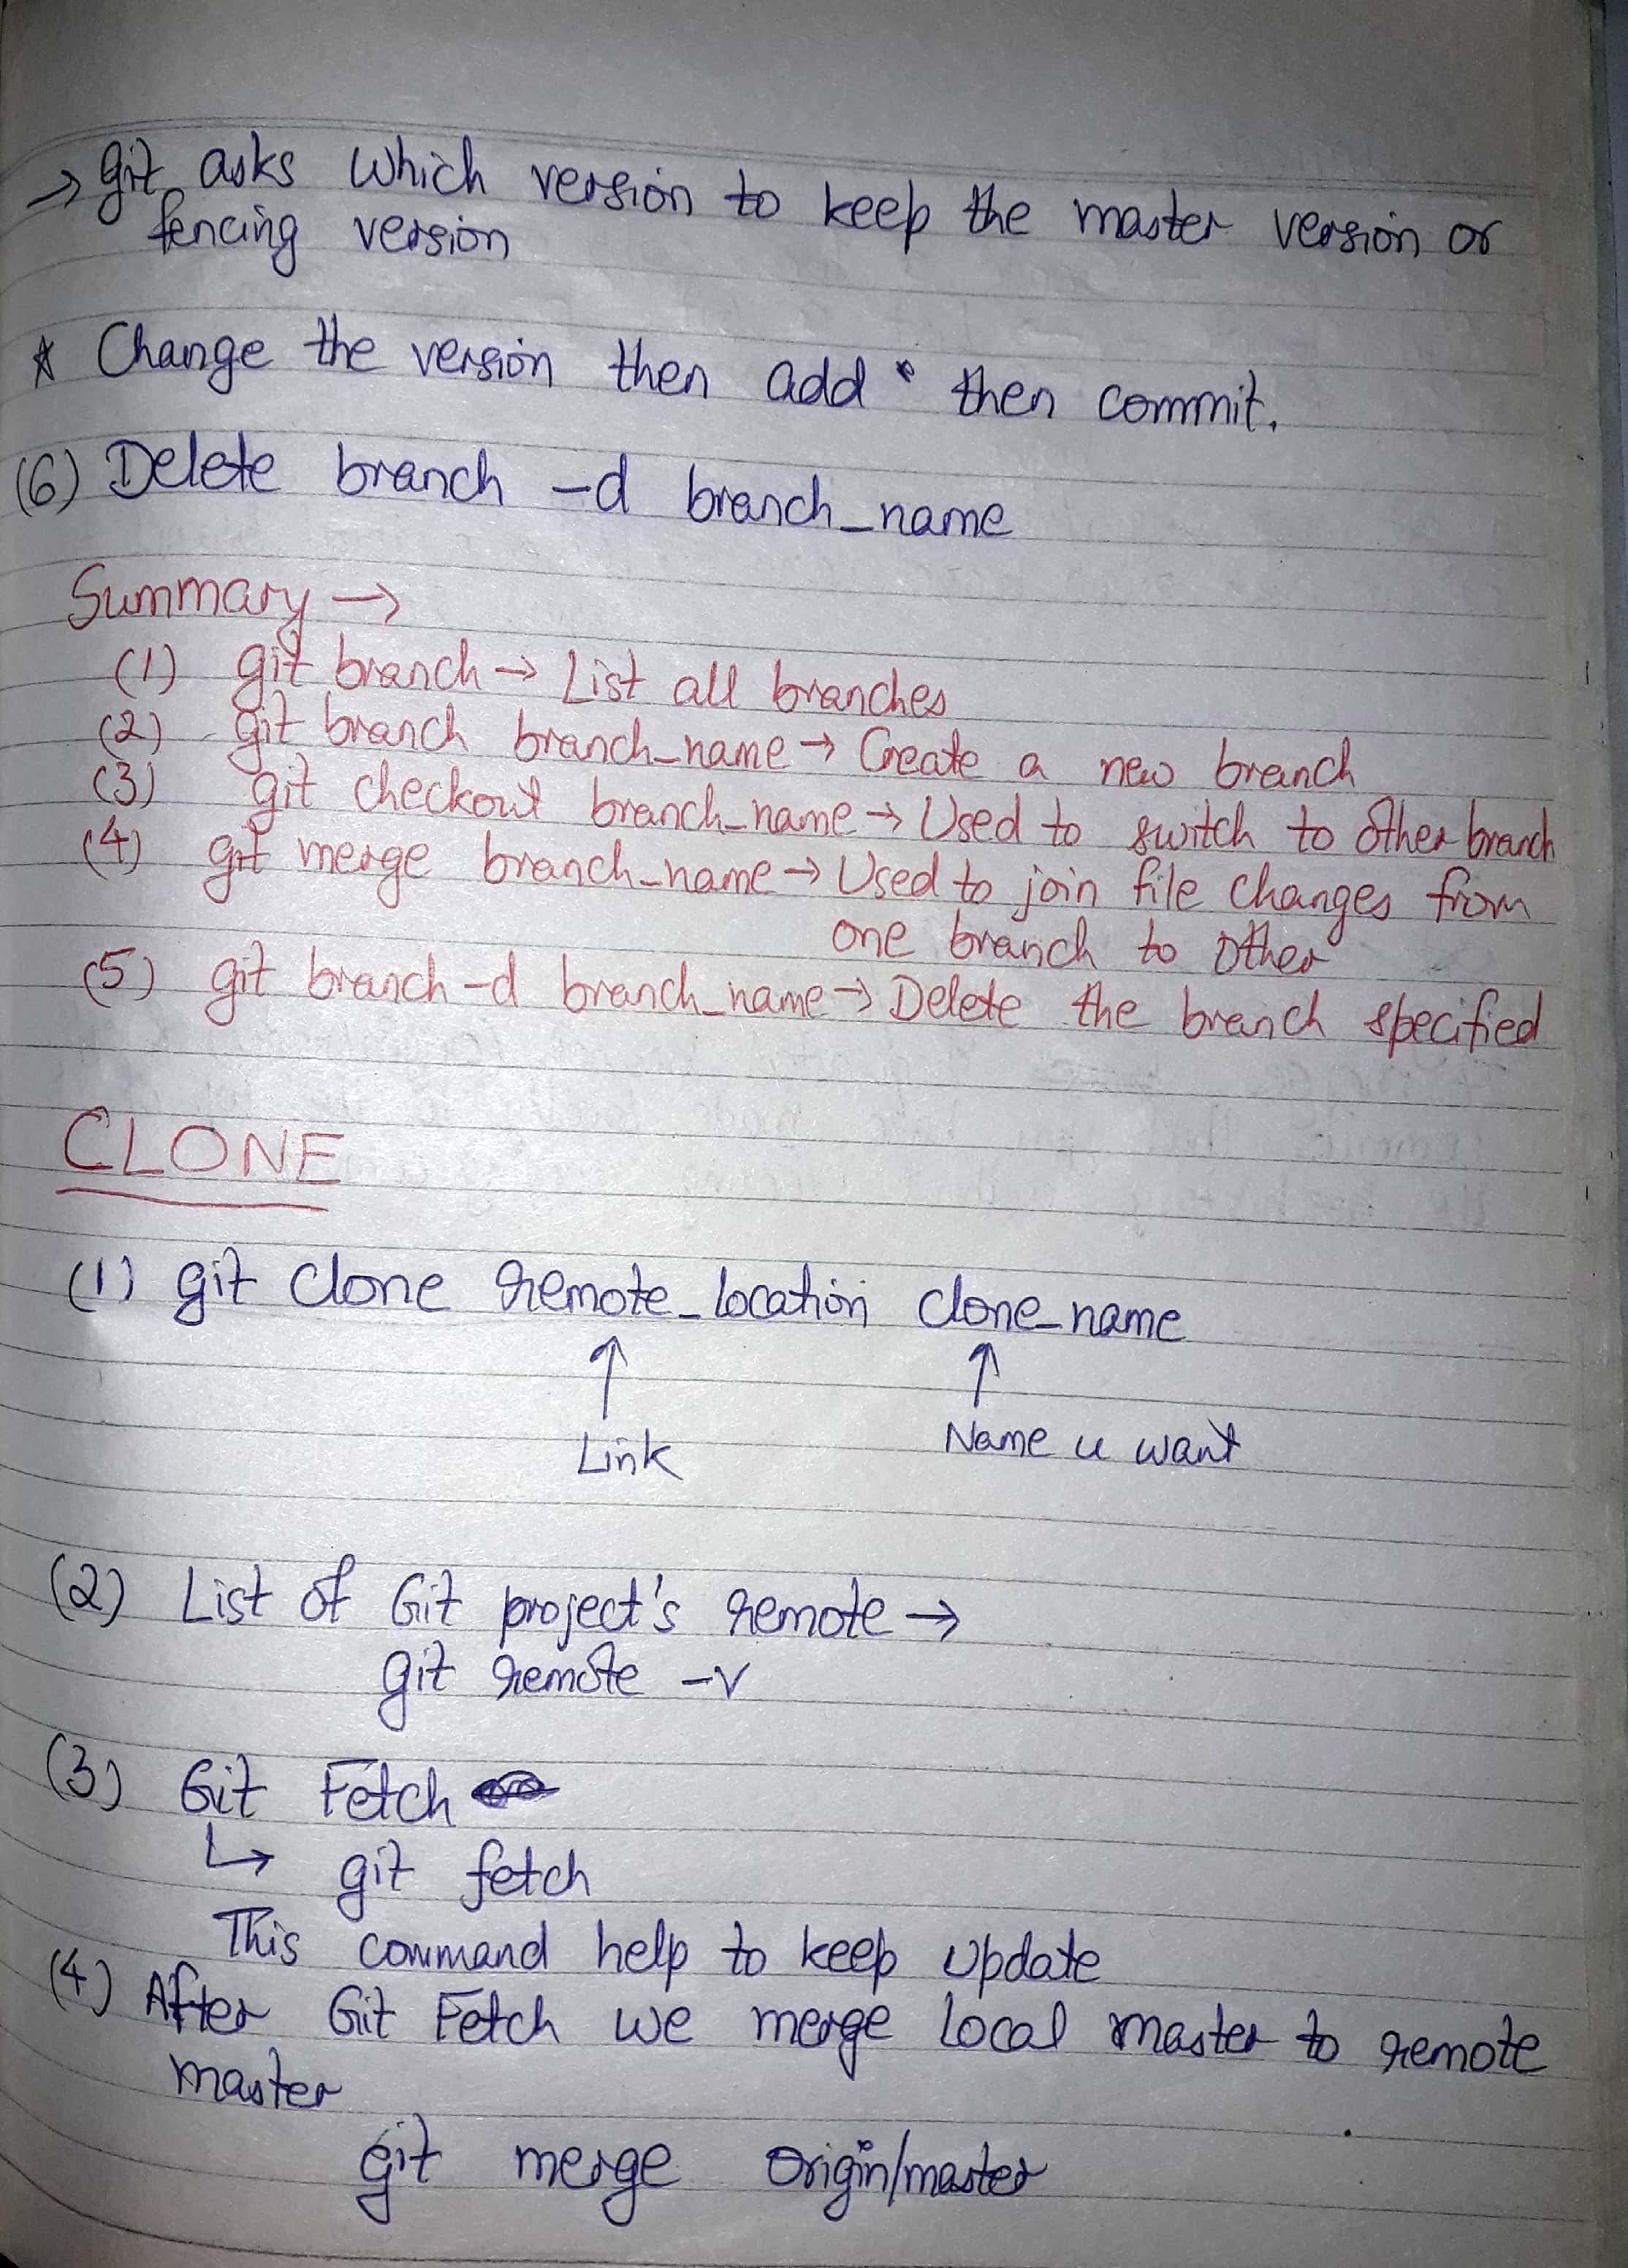 → git asks which version to keep the master version or
fencing version
* Change the version then add • then commit.
(6) Delete branch -d branch_name
Summary →
(1) git branch → List all branches
(2) git branch branch_name → Create a new branch
(3) git checkout branch_name → Used to switch to other branch
(4) git merge branch_name → Used to join file changes from
one branch to other
(5) git branch -d branch_name → Delete the branch specified
CLONE
(1) git clone remote_location clone_name
↑ ↑
Link Name u want
(2) List of Git project's remote →
git remote -v
(3) Git Fetch
↳ git fetch
This command help to keep update
(4) After Git Fetch we merge local master to remote
master
git merge origin/master